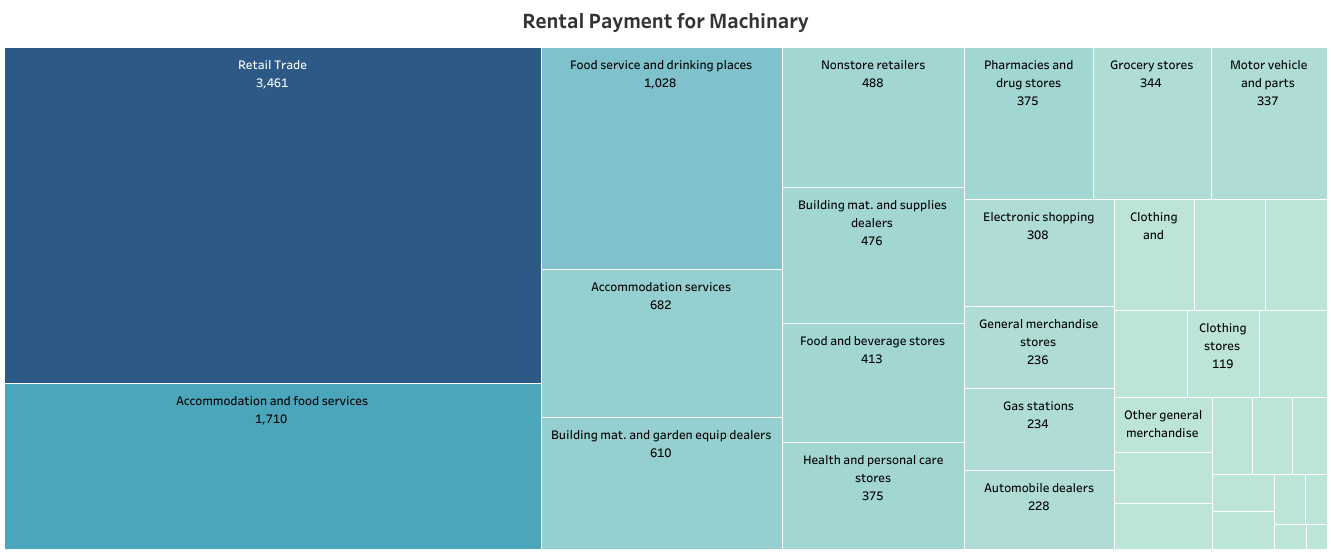 Rental Payment for Machinary
Retail Trade
3,461
Accommodation and food services
1,710
Food service and drinking places
1,028
Accommodation services
682
Building mat. and garden equip dealers
610
Nonstore retailers
488
Building mat. and supplies
dealers
476
Food and beverage stores
413
Health and personal care
stores
375
Pharmacies and
drug stores
375
Grocery stores
344
Motor vehicle
and parts
337
Electronic shopping
308
General merchandise
stores
236
Gas stations
234
Automobile dealers
228
Clothing
and
Clothing
stores
119
Other general
merchandise